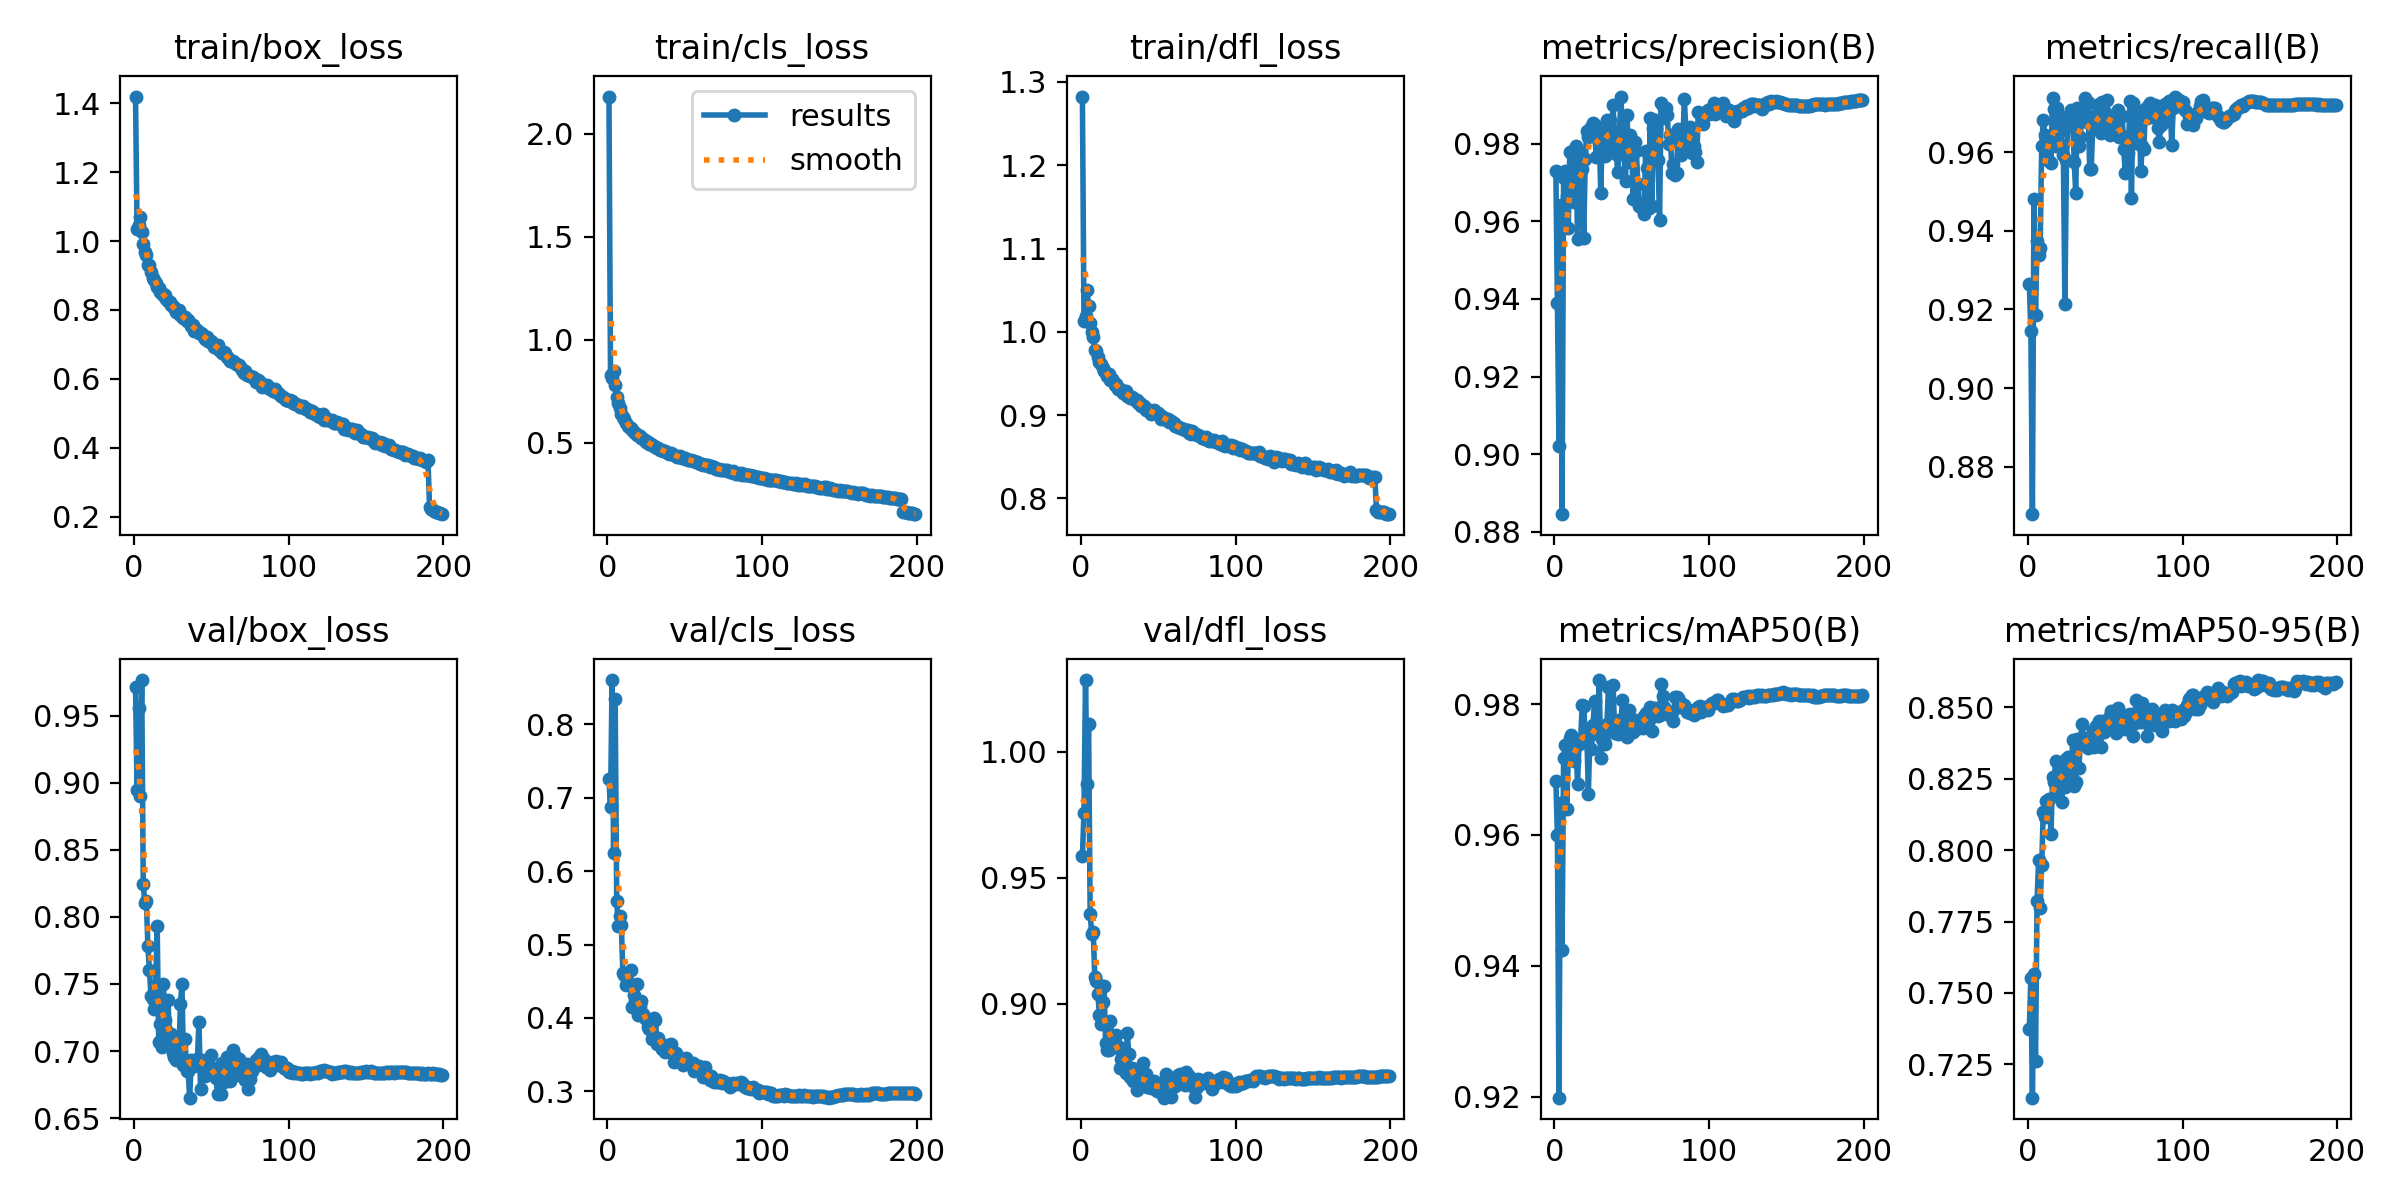 train/box_loss
1.4
1.2
1.0
0.8
0.6
0.4
0.2
0 100 200
train/cls_loss
results
smooth
2.0
1.5
1.0
0.5
0 100 200
train/dfl_loss
1.3
1.2
1.1
1.0
0.9
0.8
0 100 200
metrics/precision(B)
0.98
0.96
0.94
0.92
0.90
0.88
0 100 200
metrics/recall(B)
0.96
0.94
0.92
0.90
0.88
0 100 200
val/box_loss
0.95
0.90
0.85
0.80
0.75
0.70
0.65
0 100 200
val/cls_loss
0.8
0.7
0.6
0.5
0.4
0.3
0 100 200
val/dfl_loss
1.00
0.95
0.90
0 100 200
metrics/mAP50(B)
0.98
0.96
0.94
0.92
0 100 200
metrics/mAP50-95(B)
0.850
0.825
0.800
0.775
0.750
0.725
0 100 200